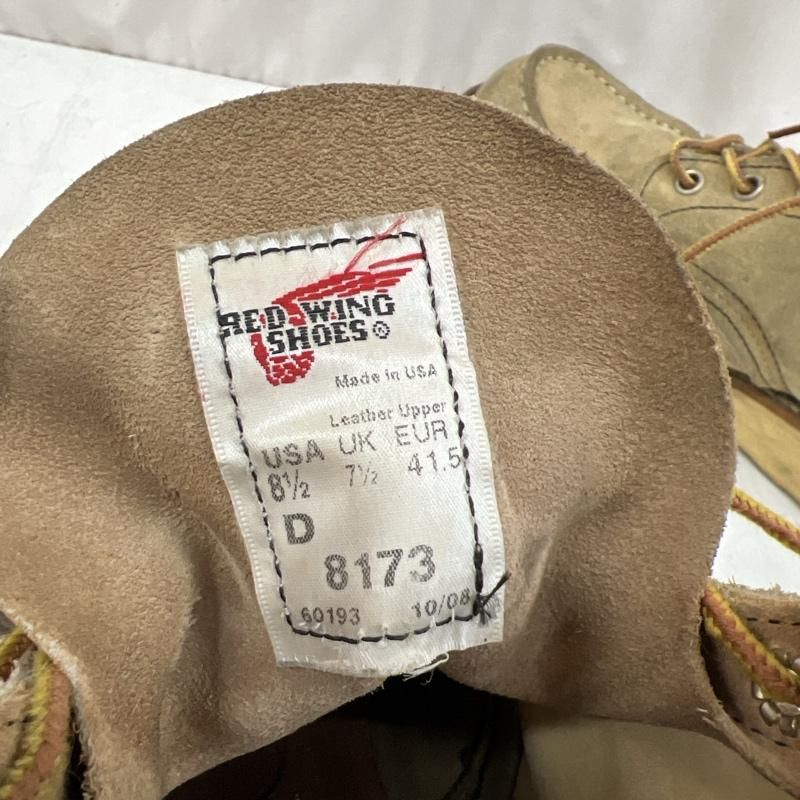 RED WING
SHOES®
Made in USA
Leather Upper
USA UK EUR
8½ 7½ 41.5
D
8173
60193 10/08